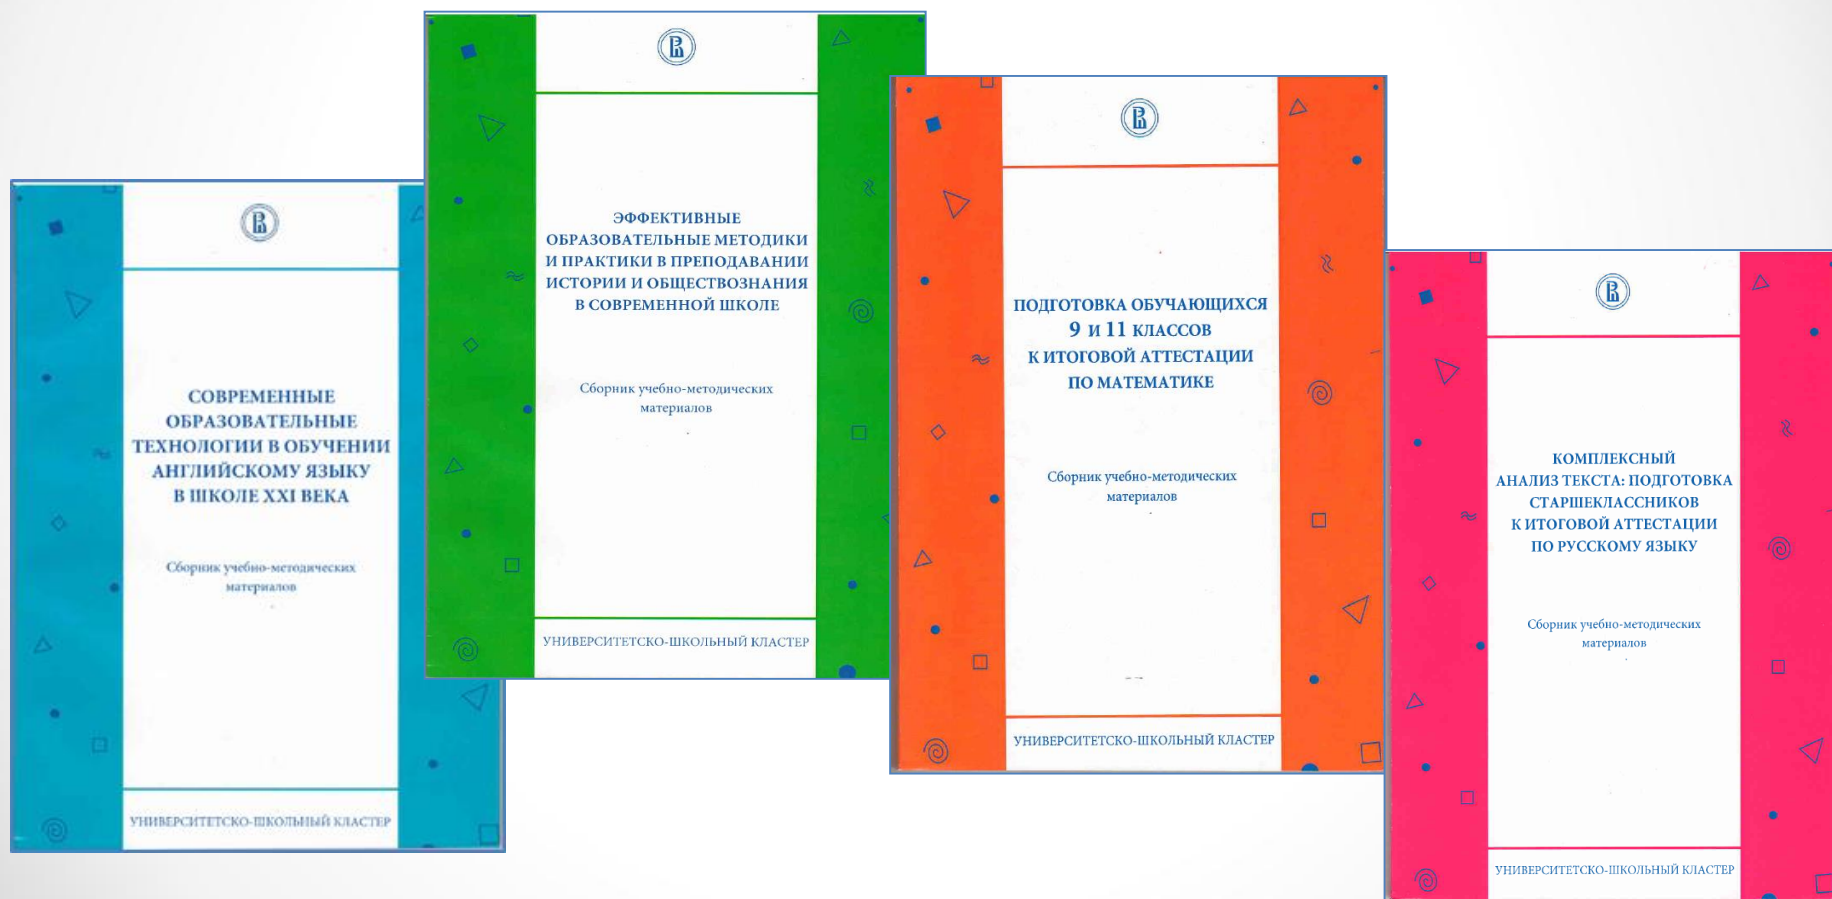 СОВРЕМЕННЫЕ
ОБРАЗОВАТЕЛЬНЫЕ
ТЕХНОЛОГИИ В ОБУЧЕНИИ
АНГЛИЙСКОМУ ЯЗЫКУ
В ШКОЛЕ XXI ВЕКА
Сборник учебно-методических
материалов
УНИВЕРСИТЕТСКО-ШКОЛЬНЫЙ КЛАСТЕР
ЭФФЕКТИВНЫЕ
ОБРАЗОВАТЕЛЬНЫЕ МЕТОДИКИ
И ПРАКТИКИ В ПРЕПОДАВАНИИ
ИСТОРИИ И ОБЩЕСТВОЗНАНИЯ
В СОВРЕМЕННОЙ ШКОЛЕ
Сборник учебно-методических
материалов
УНИВЕРСИТЕТСКО-ШКОЛЬНЫЙ КЛАСТЕР
ПОДГОТОВКА ОБУЧАЮЩИХСЯ
9 И 11 КЛАССОВ
К ИТОГОВОЙ АТТЕСТАЦИИ
ПО МАТЕМАТИКЕ
Сборник учебно-методических
материалов
УНИВЕРСИТЕТСКО-ШКОЛЬНЫЙ КЛАСТЕР
КОМПЛЕКСНЫЙ
АНАЛИЗ ТЕКСТА: ПОДГОТОВКА
СТАРШЕКЛАССНИКОВ
К ИТОГОВОЙ АТТЕСТАЦИИ
ПО РУССКОМУ ЯЗЫКУ
Сборник учебно-методических
материалов
УНИВЕРСИТЕТСКО-ШКОЛЬНЫЙ КЛАСТЕР